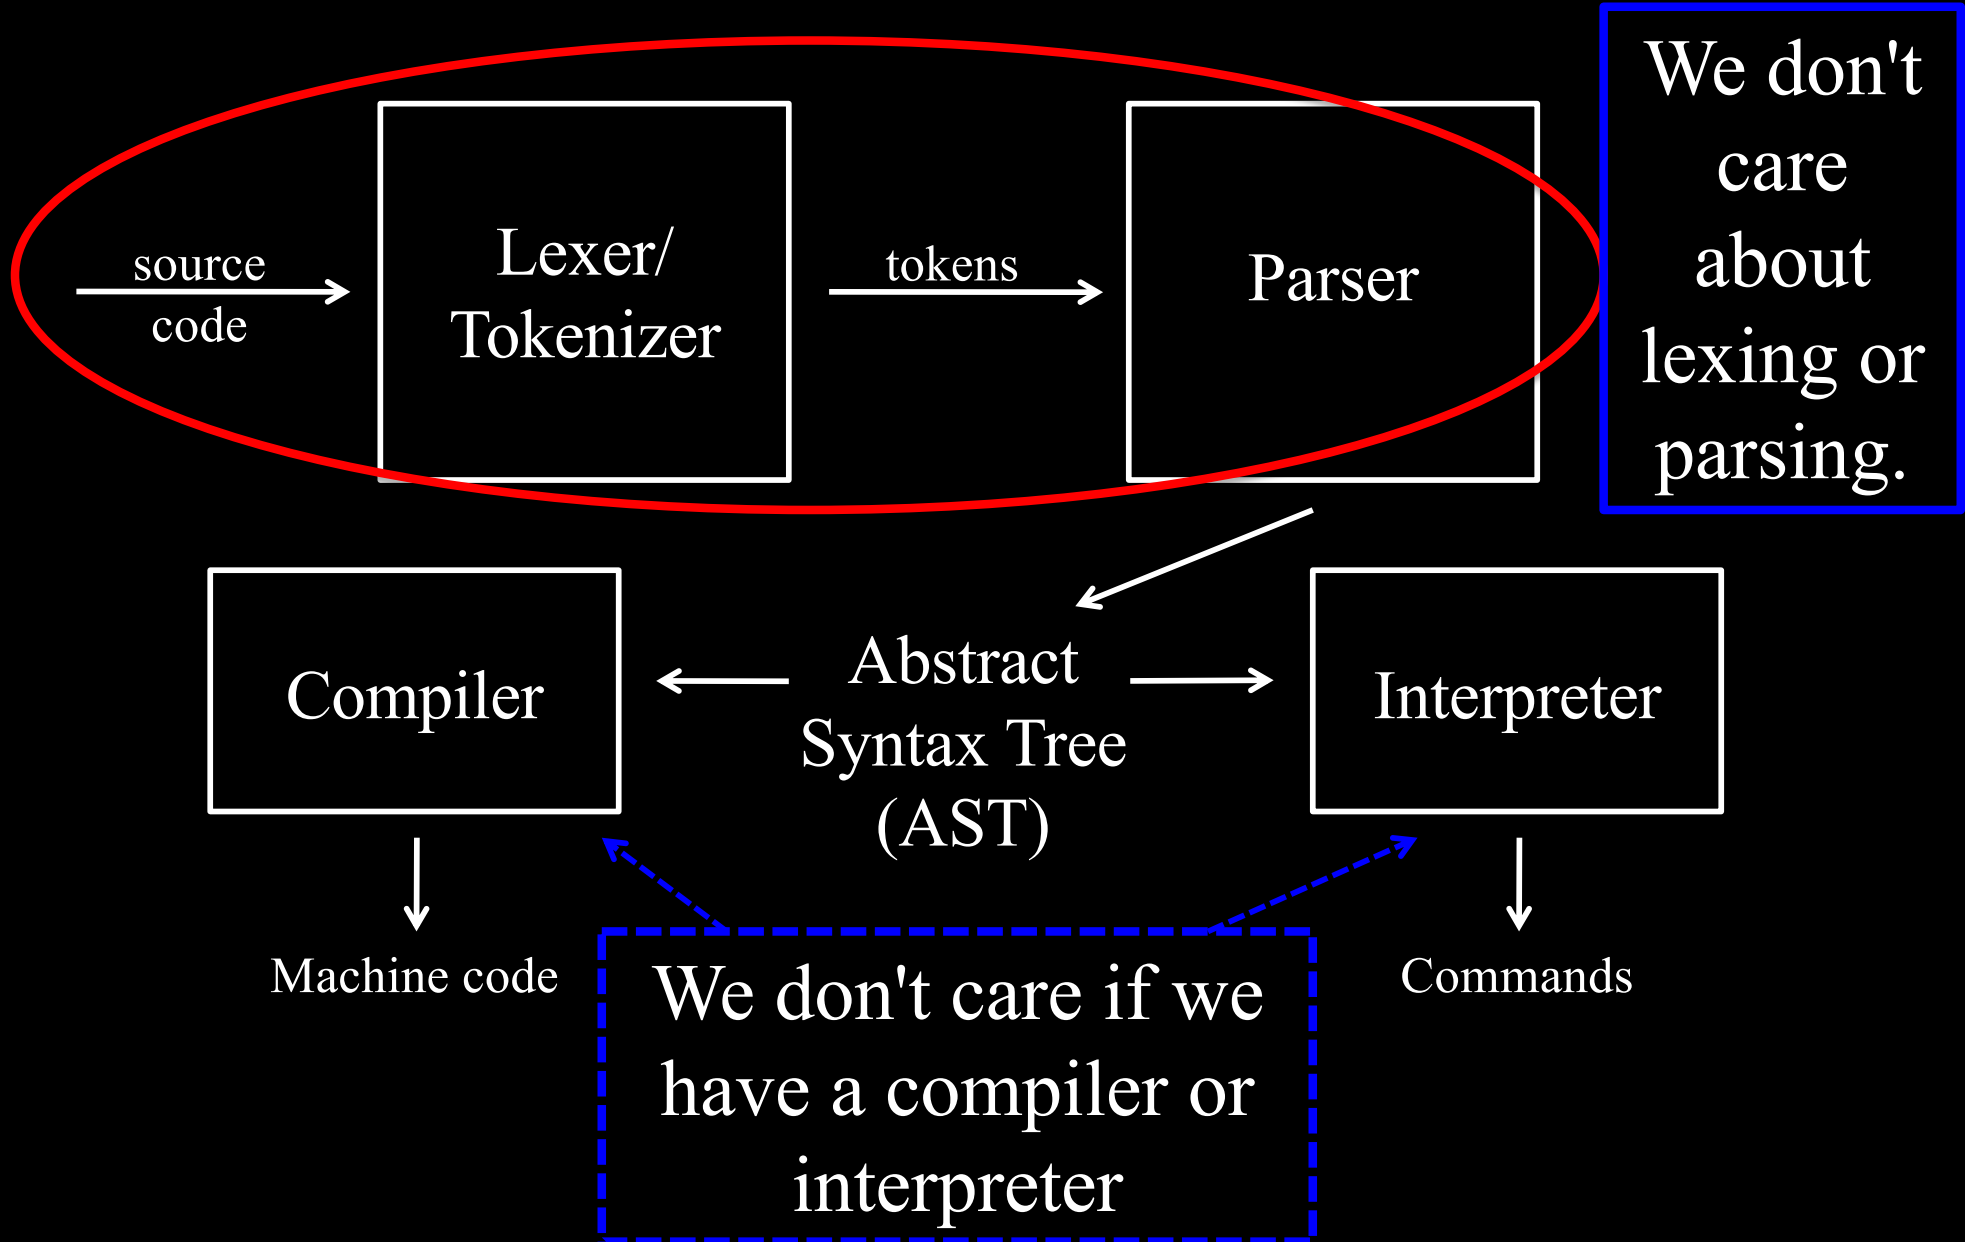 source
code
Lexer/
Tokenizer
tokens
Parser
We don't
care
about
lexing or
parsing.
Compiler
Abstract
Syntax Tree
(AST)
Interpreter
Machine code
We don't care if we
have a compiler or
interpreter
Commands